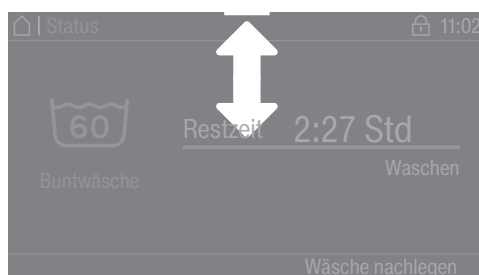 | Status 11:02
60 Restzeit 2:27 Std
Waschen
Buntwäsche
Wäsche nachlegen